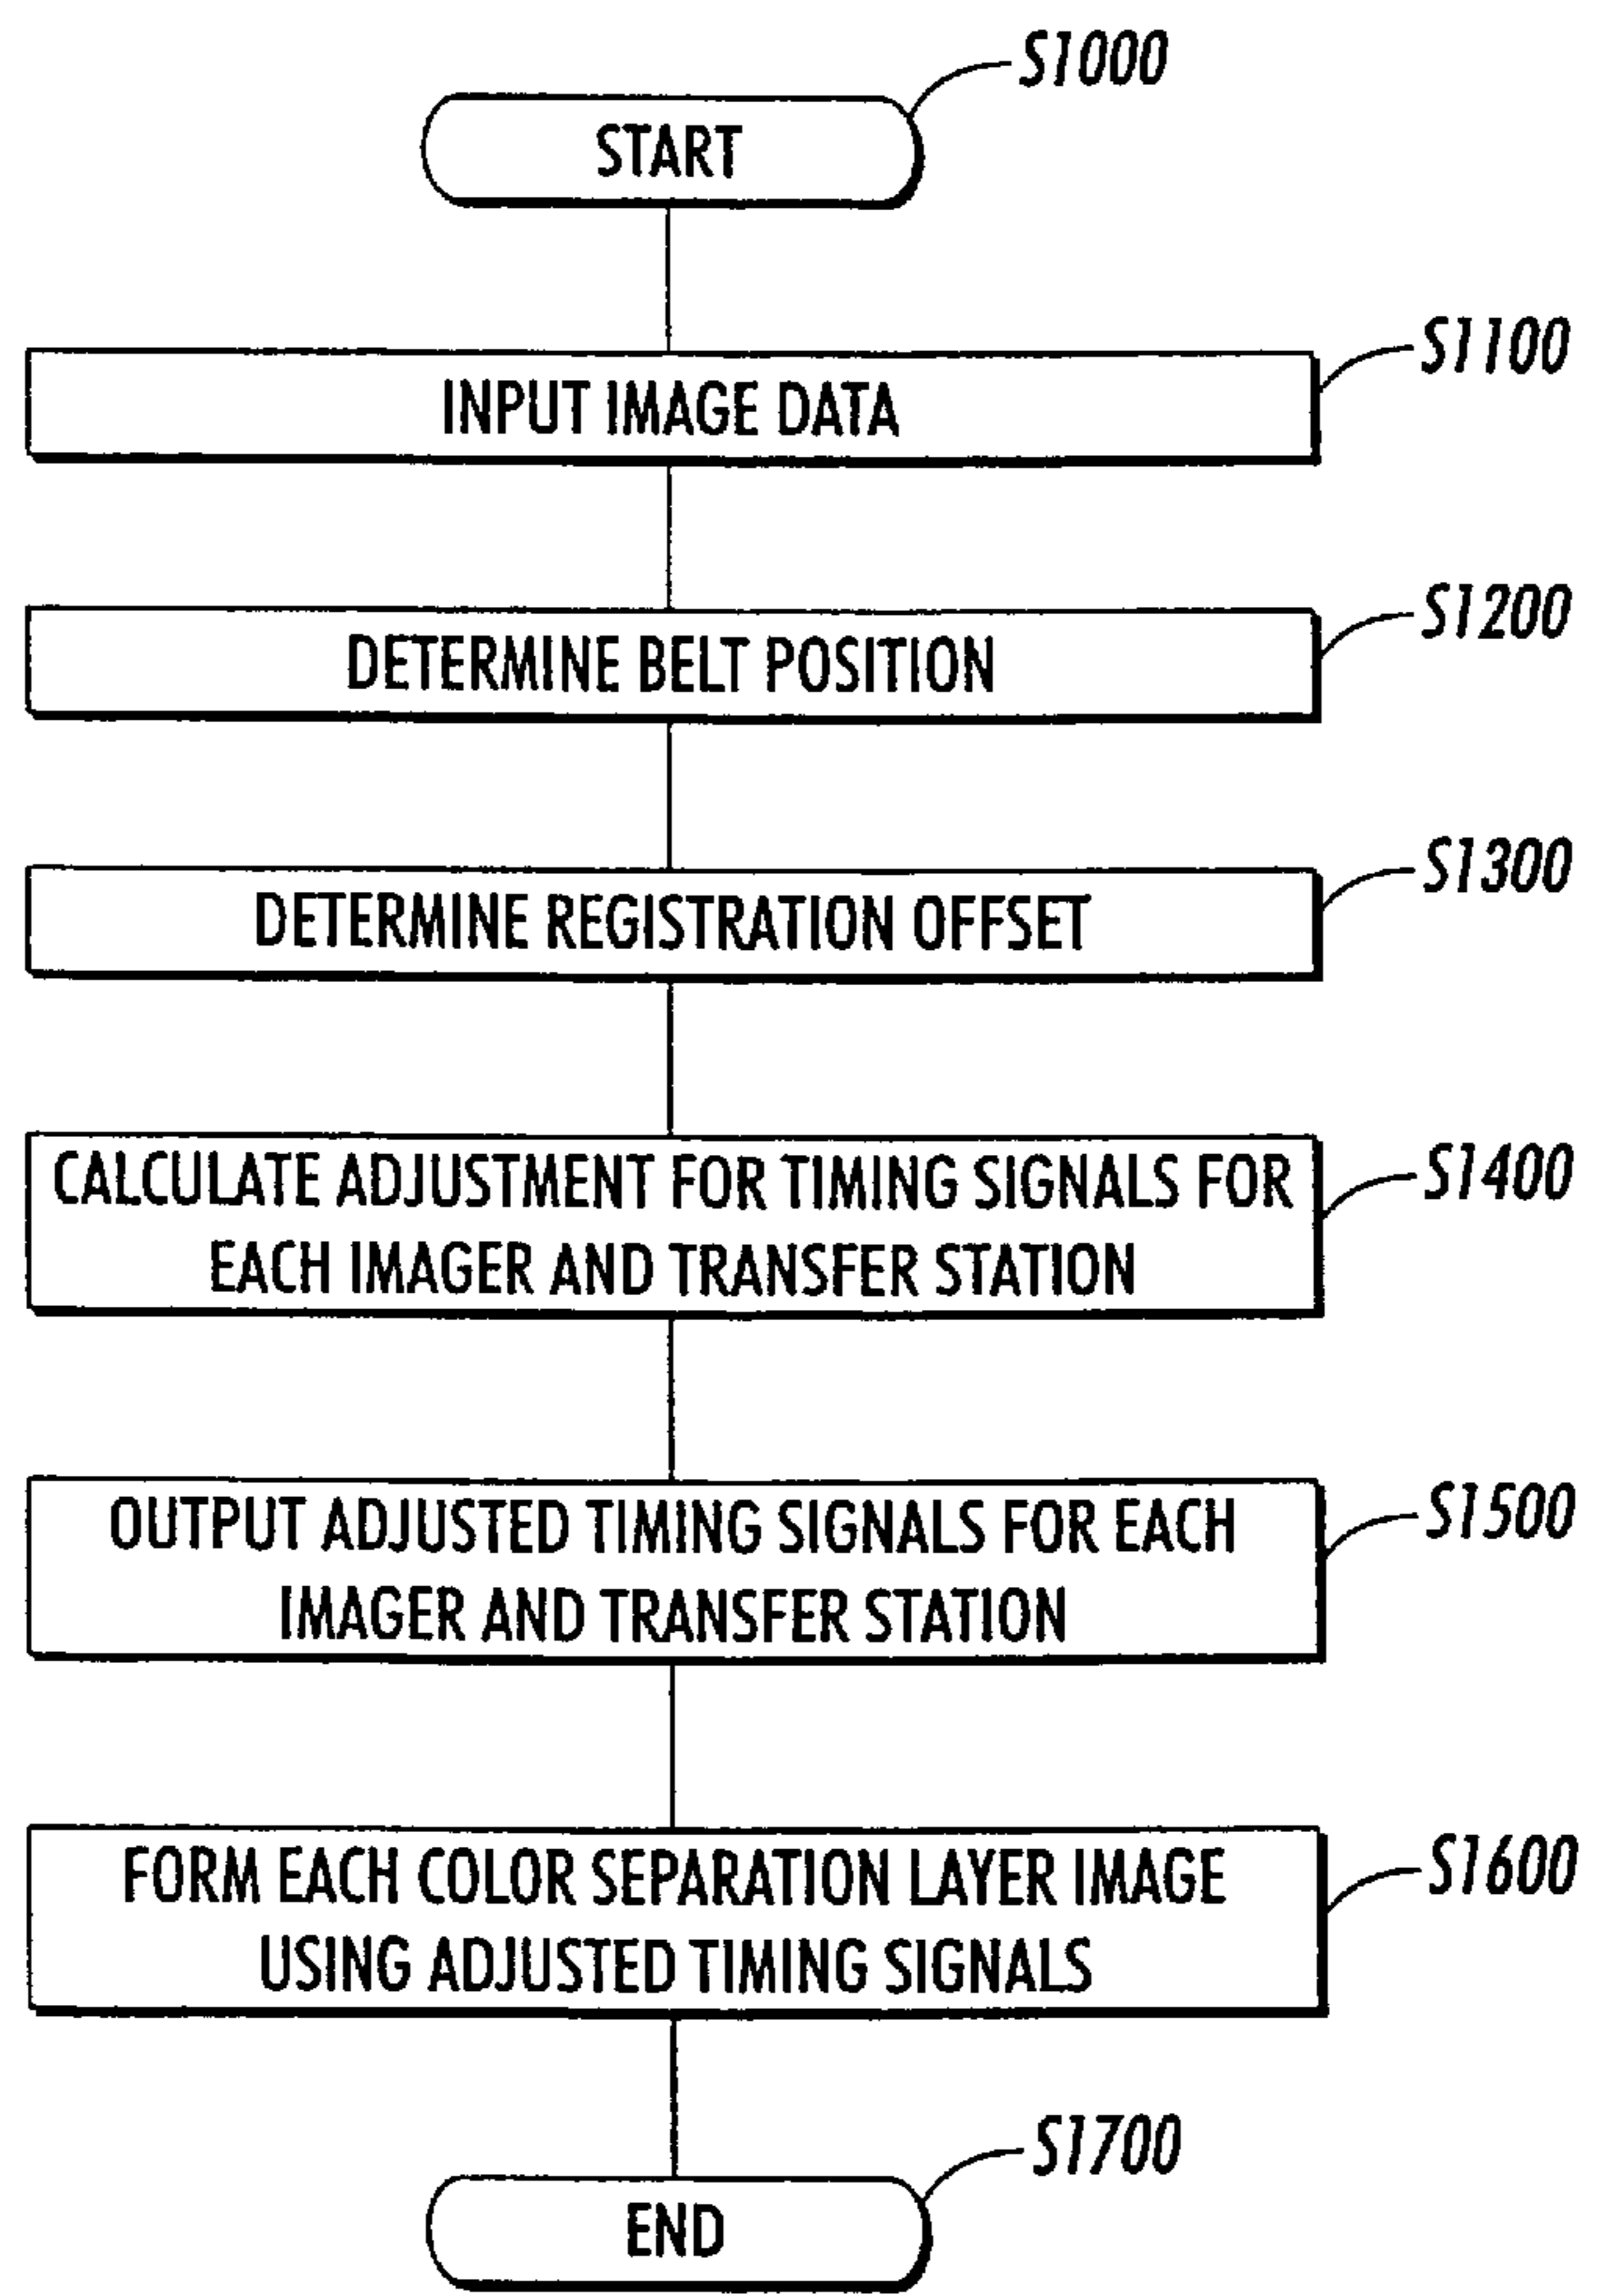 S1000
START
S1100
INPUT IMAGE DATA
S1200
DETERMINE BELT POSITION
S1300
DETERMINE REGISTRATION OFFSET
S1400
CALCULATE ADJUSTMENT FOR TIMING SIGNALS FOR
EACH IMAGER AND TRANSFER STATION
S1500
OUTPUT ADJUSTED TIMING SIGNALS FOR EACH
IMAGER AND TRANSFER STATION
S1600
FORM EACH COLOR SEPARATION LAYER IMAGE
USING ADJUSTED TIMING SIGNALS
S1700
END